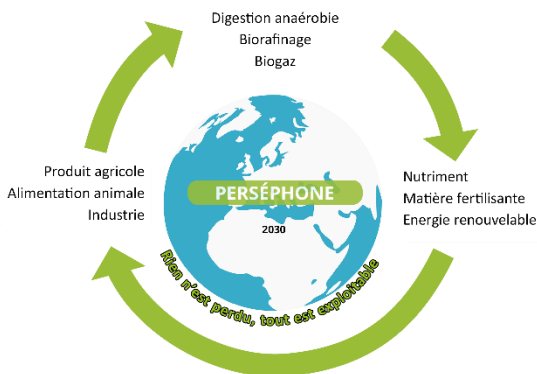 Digestion anaérobie
Biorafinage
Biogaz
Produit agricole
Alimentation animale
Industrie
PERSÉPHONE
2030
Nutriment
Matière fertilisante
Energie renouvelable
Rien n'est perdu, tout est exploitable